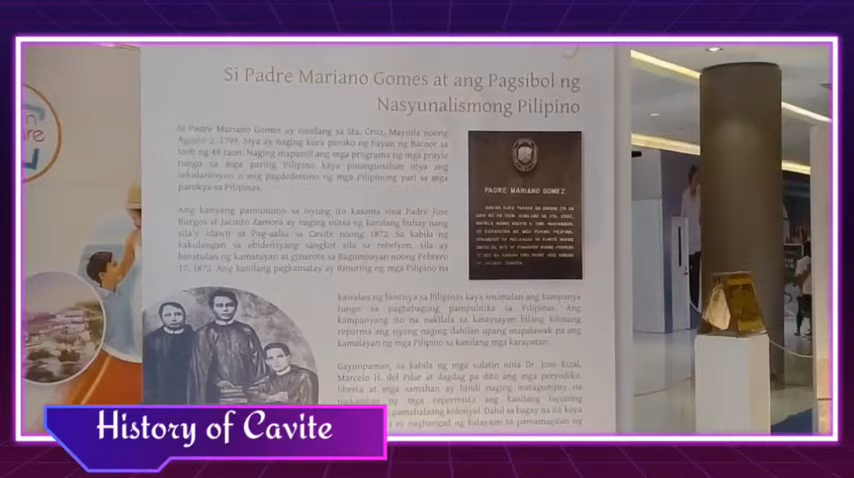 Si Padre Mariano Gomes at ang Pagsibol ng
Nasyunalismong Pilipino
Si Padre Mariano Gomes ay isinilang sa Sta. Cruz, Maynila noong
Agosto 2, 1799. Siya ay naging kura paroko ng bayan ng Bacoor sa
loob ng 48 taon. Naging mapaniil ang mga programa ng mga prayle
tungo sa mga paring Pilipino kaya pinangunahan niya ang
sekularisasyon o ang pagdedestino ng mga Pilipinong pari sa mga
parokya sa Pilipinas.
Ang kanyang pamumuno sa isyung ito kasama sina Padre Jose
Burgos at Jacinto Zamora ay naging mitsa ng kanilang buhay nang
sila'y idawit sa Pag-aalsa sa Cavite noong 1872. Sa kabila ng
kakulangan sa ebidensyang sangkot sila sa rebelyon, sila ay
hinatulan ng kamatayan at ginarote sa Bagumbayan noong Pebrero
17, 1872. Ang kanilang pagkamatay ay itinuring ng mga Pilipino na
kawalan ng hustisya sa Pilipinas kaya sinimulan ang kampanya
tungo sa pagbabagong pampulitika sa Pilipinas. Ang
kampanyang ito na nakilala sa kasaysayan bilang kilusang
reporma ang siyang naging dahilan upang mapalawak pa ang
kamalayan ng mga Pilipino sa kanilang mga karapatan.
Gayunpaman, sa kabila ng mga sulatin nina Dr. Jose Rizal,
Marcelo H. del Pilar at dagdag pa dito ang mga peryodiko,
libreta at mga samahan ay hindi naging matagumpay na
ng mga repormista ang kanilang layuning
pamahalaang kolonyal. Dahil sa bagay na ito kaya
ay naghangad ng kalayaan sa pamamagitan ng
PADRE MARIANO GOMEZ
History of Cavite